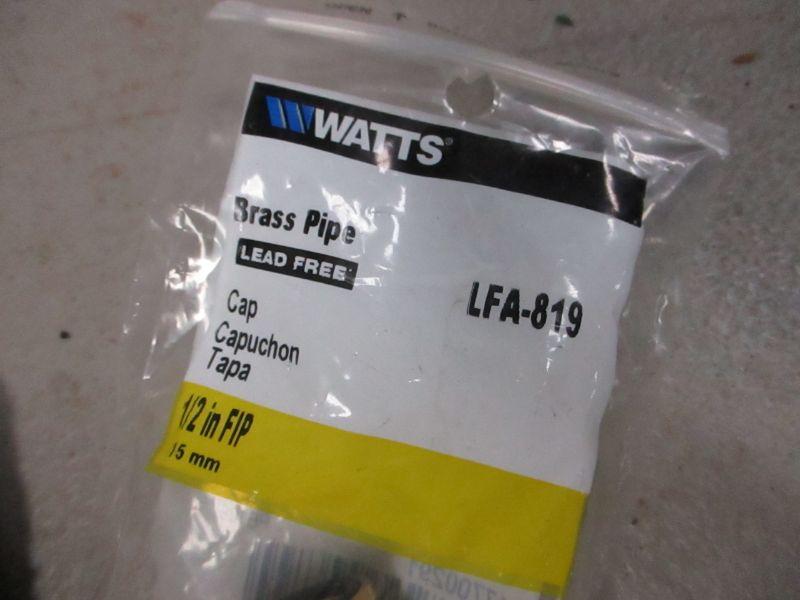 WATTS®
Brass Pipe
LEAD FREE*
LFA-819
Cap
Capuchon
Tapa
1/2 in FIP
15 mm